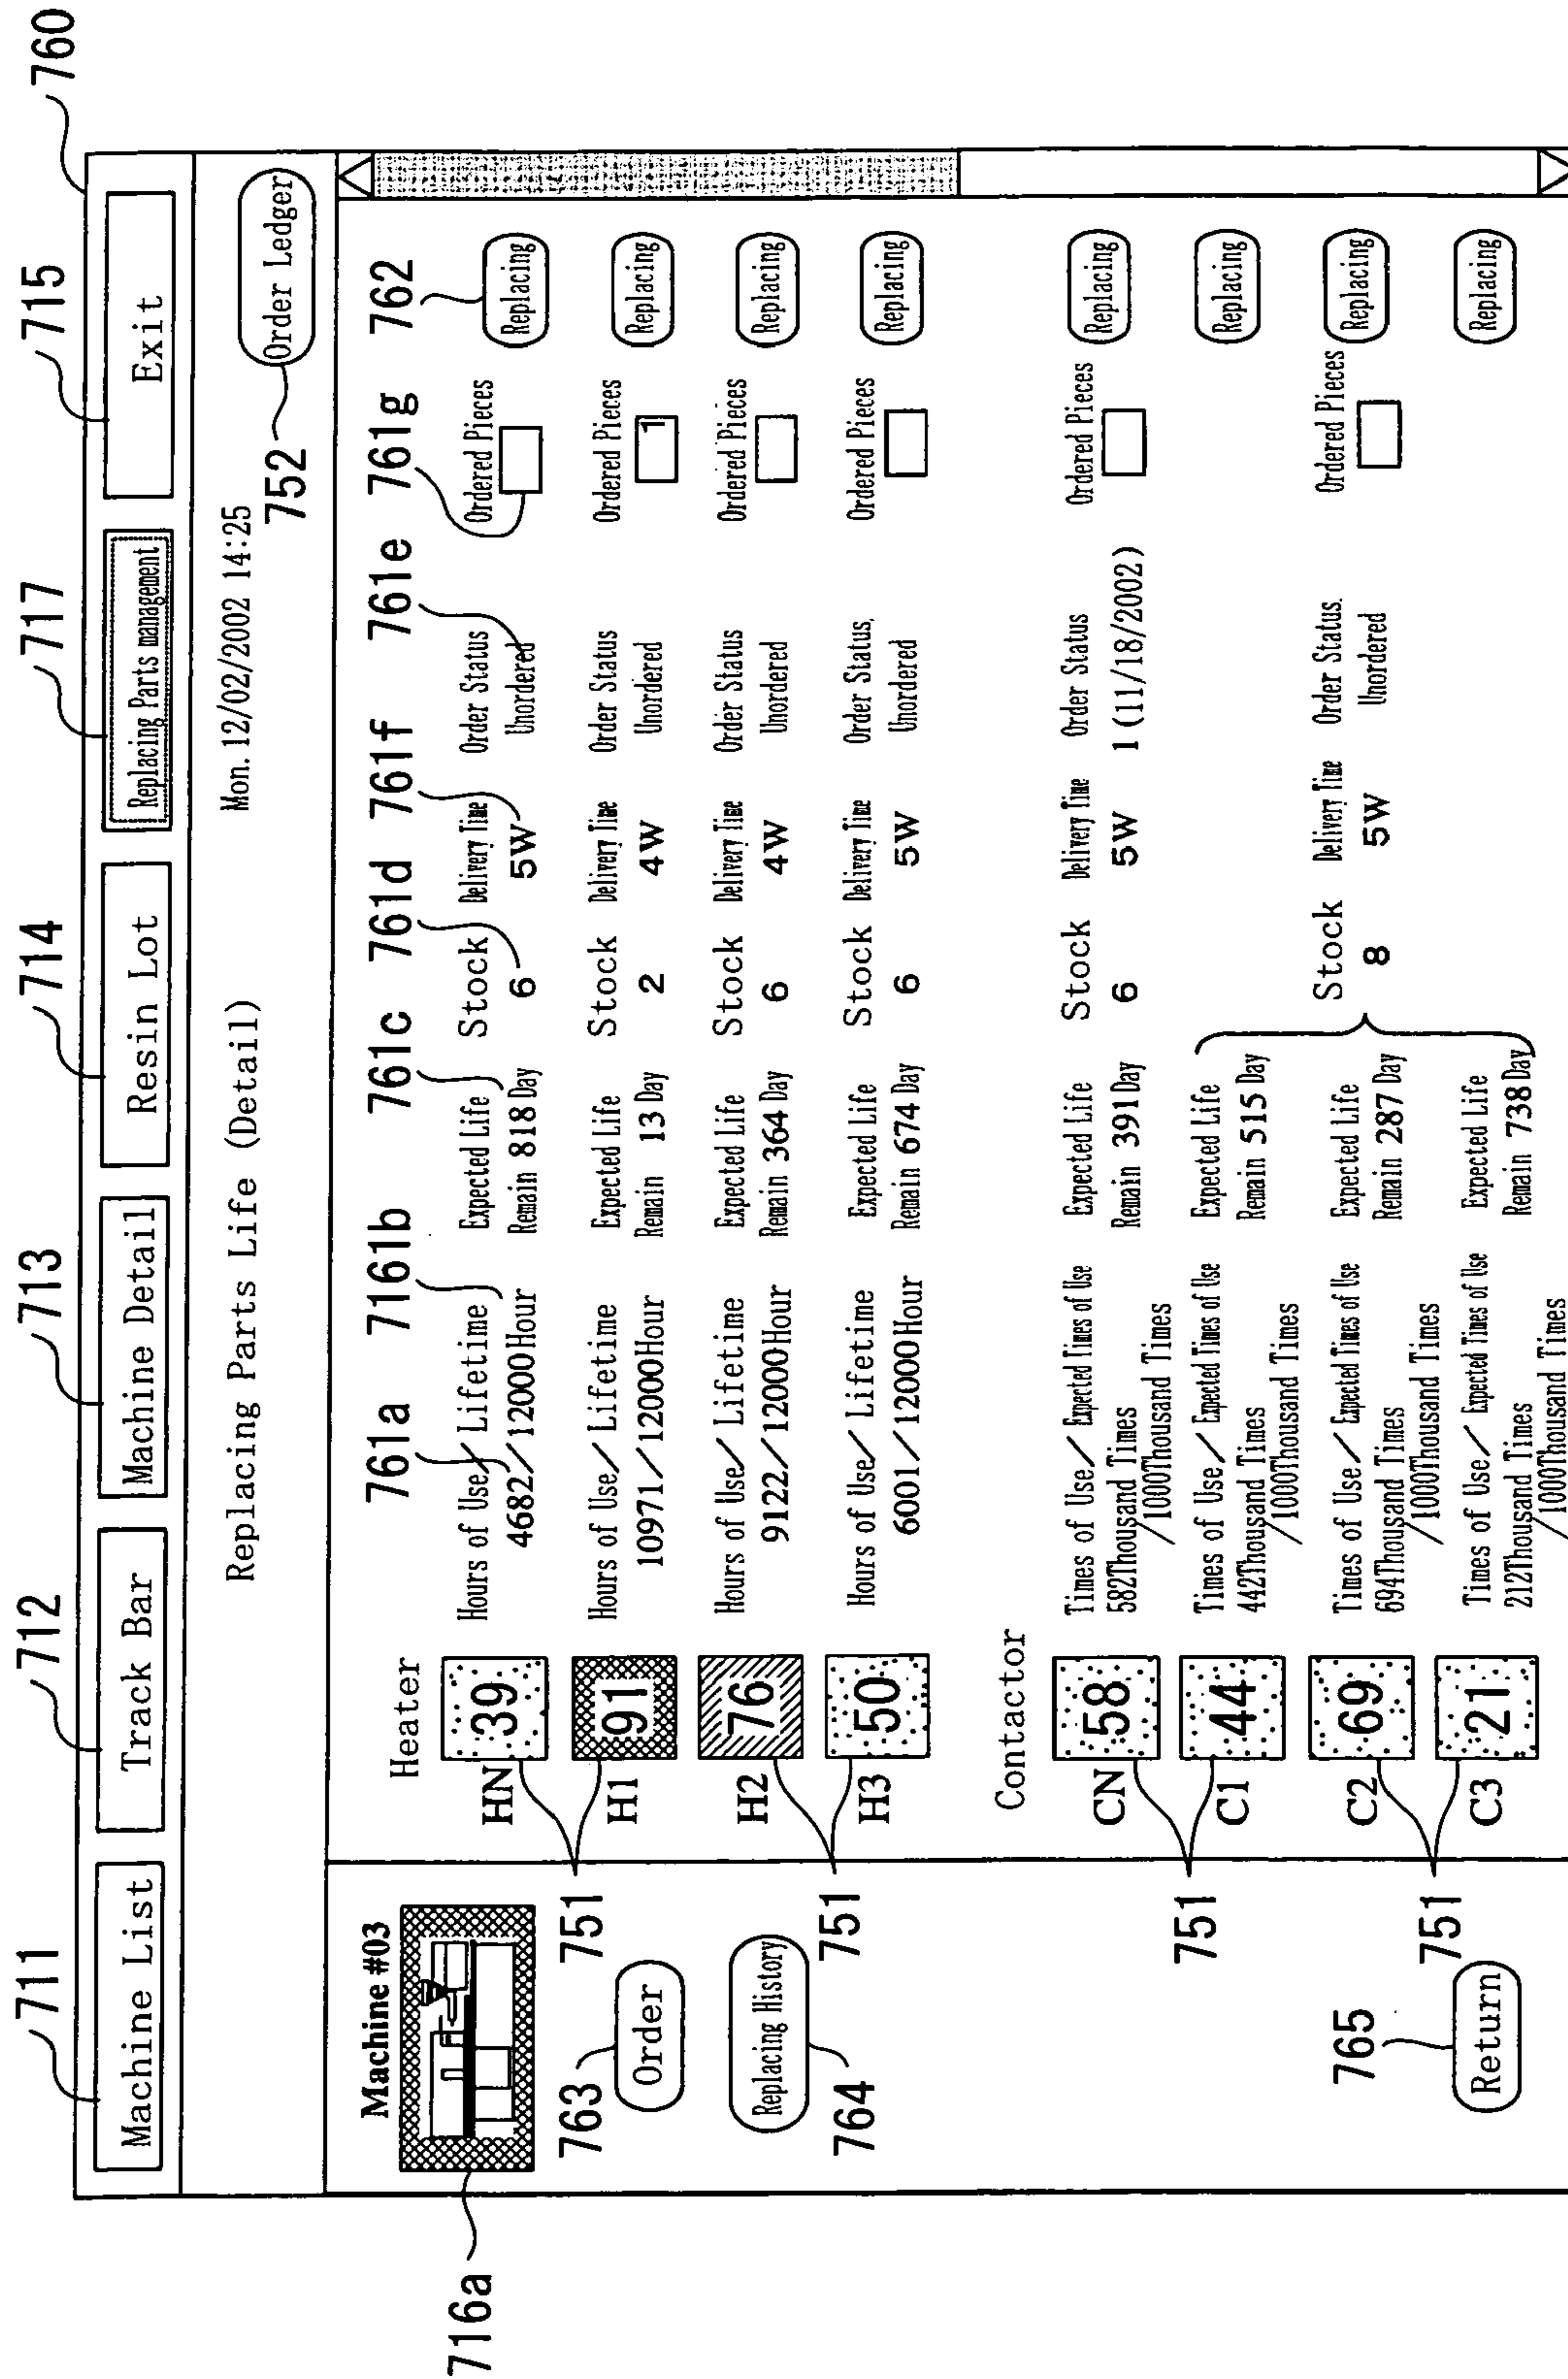 760
711
712
713
714
717
715
Machine List
Track Bar
Machine Detail
Resin Lot
Replacing Parts management
Exit
Replacing Parts Life (Detail)
Mon. 12/02/2002 14:25
752
Order Ledger
716a
Machine #03
763
Order
Replacing History
764
765
Return
751
751
751
751
761a
7161b
761c
761d
761f
761e
761g
762
Heater
HN
39
Hours of Use/Lifetime
4682/12000Hour
Expected Life
Remain 818 Day
Stock
6
Delivery Time
5W
Order Status
Unordered
Ordered Pieces
Replacing
H1
91
Hours of Use/Lifetime
10971/12000Hour
Expected Life
Remain 13 Day
Stock
2
Delivery Time
4W
Order Status
Unordered
Ordered Pieces
1
Replacing
H2
76
Hours of Use/Lifetime
9122/12000Hour
Expected Life
Remain 364 Day
Stock
6
Delivery Time
4W
Order Status
Unordered
Ordered Pieces
Replacing
H3
50
Hours of Use/Lifetime
6001/12000Hour
Expected Life
Remain 674 Day
Stock
6
Delivery Time
5W
Order Status.
Unordered
Ordered Pieces
Replacing
Contactor
CN
58
Times of Use/Expected Times of Use
582Thousand Times
/1000Thousand Times
Expected Life
Remain 391Day
Stock
6
Delivery Time
5W
Order Status
1 (11/18/2002)
Ordered Pieces
Replacing
C1
44
Times of Use/Expected Times of Use
442Thousand Times
/1000Thousand Times
Expected Life
Remain 515 Day
Replacing
C2
69
Times of Use/Expected Times of Use
694Thousand Times
/1000Thousand Times
Expected Life
Remain 287 Day
Stock
8
Delivery Time
5W
Order Status.
Unordered
Ordered Pieces
Replacing
C3
21
Times of Use/Expected Times of Use
212Thousand Times
/1000Thousand Times
Expected Life
Remain 738 Day
Replacing